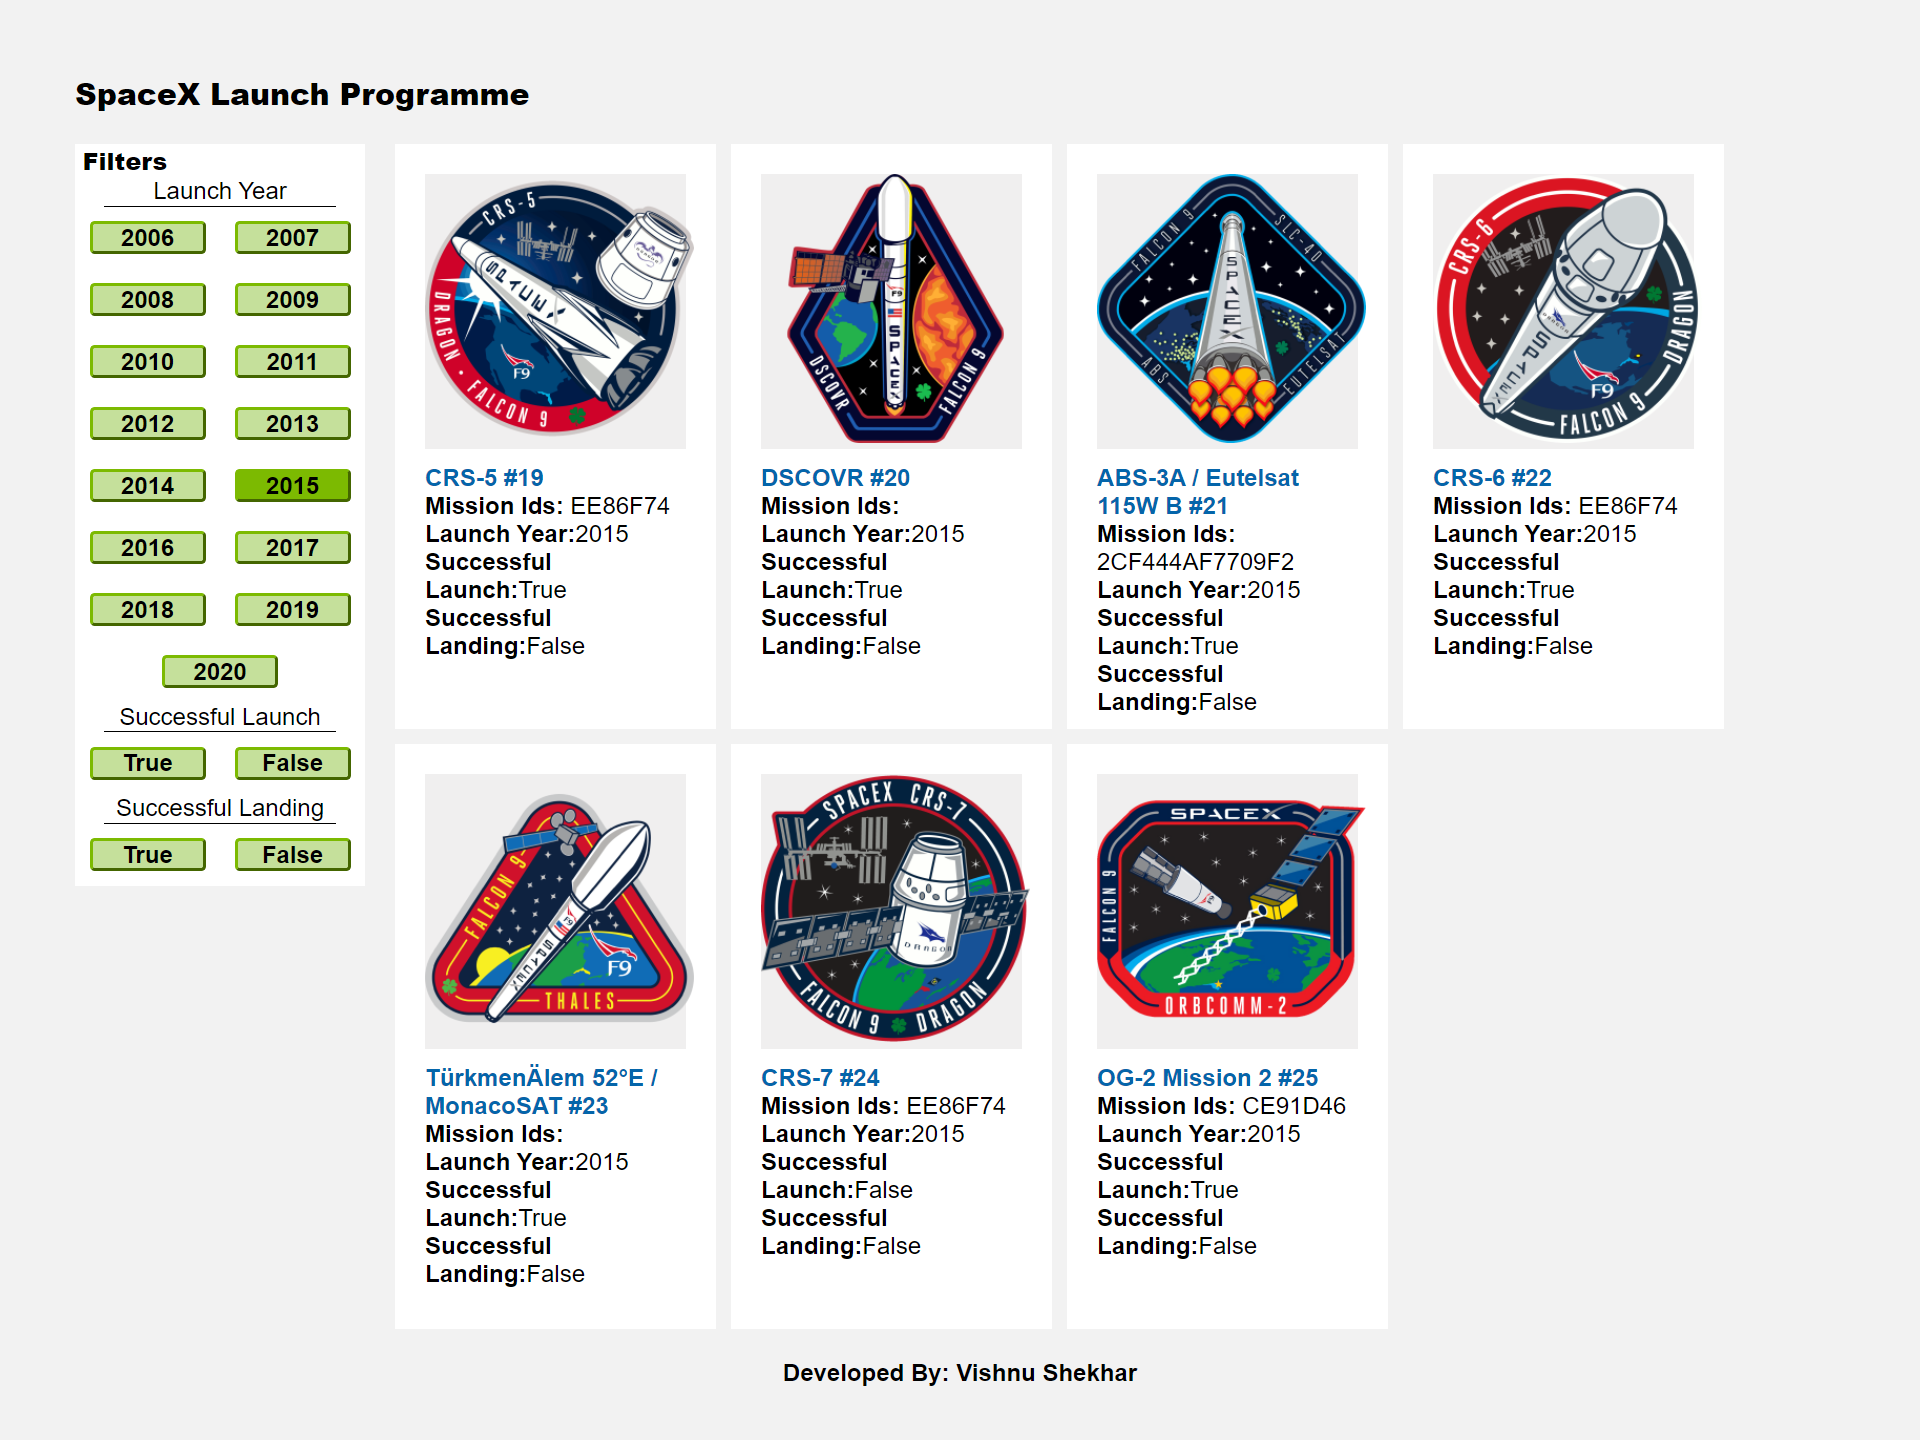 SpaceX Launch Programme
Filters
Launch Year
2006 2007
2008 2009
2010 2011
2012 2013
2014 2015
2016 2017
2018 2019
2020
Successful Launch
True False
Successful Landing
True False
CRS-5
SPACEX
F9
DRAGON · FALCON 9
CRS-5 #19
Mission Ids: EE86F74
Launch Year:2015
Successful
Launch:True
Successful
Landing:False
F9
SPACEX
DSCOVR
FALCON 9
DSCOVR #20
Mission Ids:
Launch Year:2015
Successful
Launch:True
Successful
Landing:False
FALCON 9
SLC-40
SPACEX
ABS
EUTELSAT
ABS-3A / Eutelsat
115W B #21
Mission Ids:
2CF444AF7709F2
Launch Year:2015
Successful
Launch:True
Successful
Landing:False
CRS-6
DRAGON
SPACEX
F9
FALCON 9
CRS-6 #22
Mission Ids: EE86F74
Launch Year:2015
Successful
Launch:True
Successful
Landing:False
FALCON 9
F9
SPACEX
F9
THALES
TürkmenÄlem 52°E /
MonacoSAT #23
Mission Ids:
Launch Year:2015
Successful
Launch:True
Successful
Landing:False
SPACEX CRS-7
DRAGON
FALCON 9
DRAGON
CRS-7 #24
Mission Ids: EE86F74
Launch Year:2015
Successful
Launch:False
Successful
Landing:False
SPACEX
FALCON 9
ORBCOMM-2
OG-2 Mission 2 #25
Mission Ids: CE91D46
Launch Year:2015
Successful
Launch:True
Successful
Landing:False
Developed By: Vishnu Shekhar